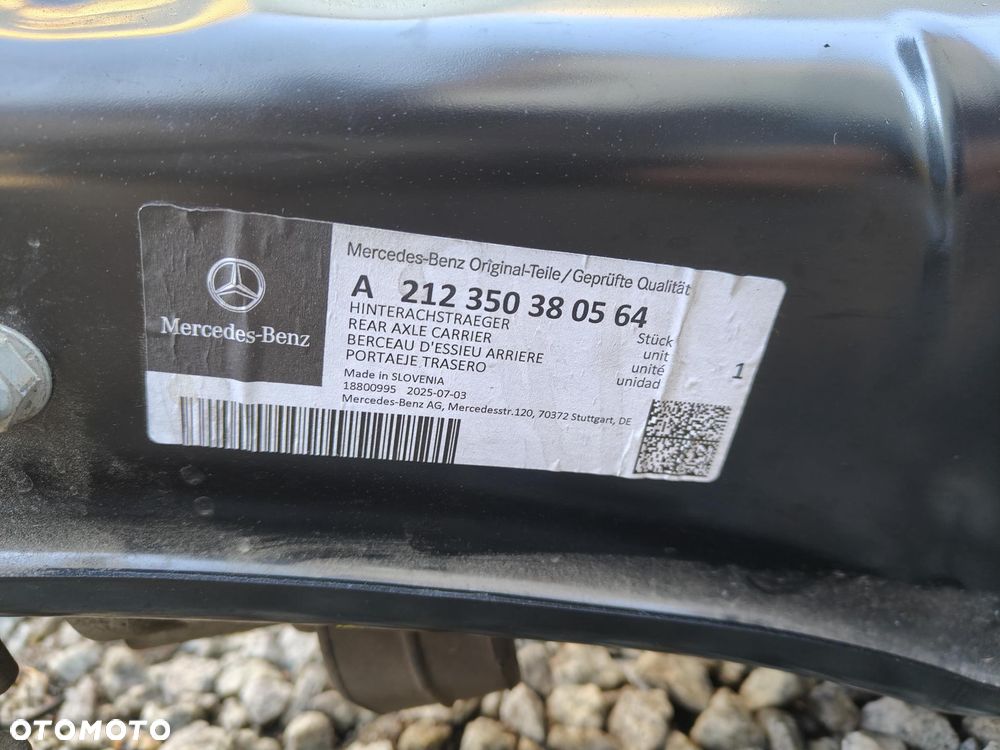 Mercedes-Benz
Mercedes-Benz Original-Teile/Geprüfte Qualität
A 212 350 38 05 64
HINTERACHSTRAEGER
REAR AXLE CARRIER
BERCEAU D'ESSIEU ARRIERE
PORTAEJE TRASERO
Stück
unit
unité
unidad
1
Made in SLOVENIA
18800995 2025-07-03
Mercedes-Benz AG, Mercedesstr.120, 70372 Stuttgart, DE
OTOMOTO
OTOMOTO